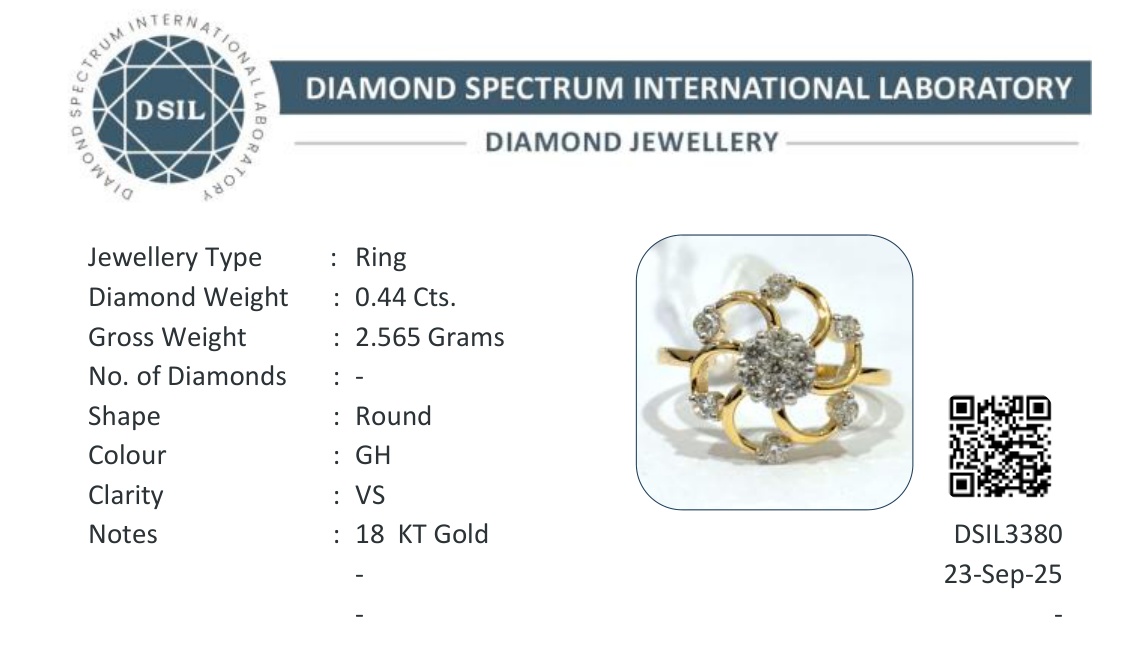 DIAMOND SPECTRUM INTERNATIONAL LABORATORY
DSIL
DIAMOND SPECTRUM INTERNATIONAL LABORATORY
DIAMOND JEWELLERY
Jewellery Type : Ring
Diamond Weight : 0.44 Cts.
Gross Weight : 2.565 Grams
No. of Diamonds : -
Shape : Round
Colour : GH
Clarity : VS
Notes : 18 KT Gold
DSIL3380
-
23-Sep-25
-
-